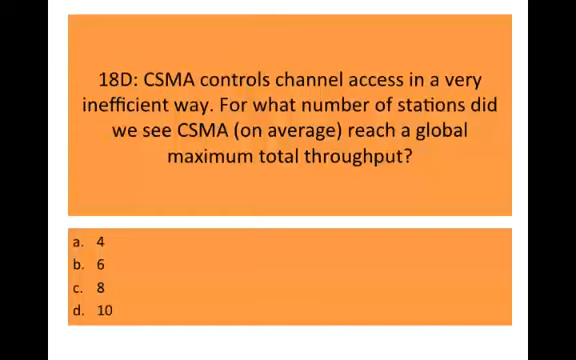 18D: CSMA controls channel access in a very
inefficient way. For what number of stations did
we see CSMA (on average) reach a global
maximum total throughput?
a. 4
b. 6
c. 8
d. 10